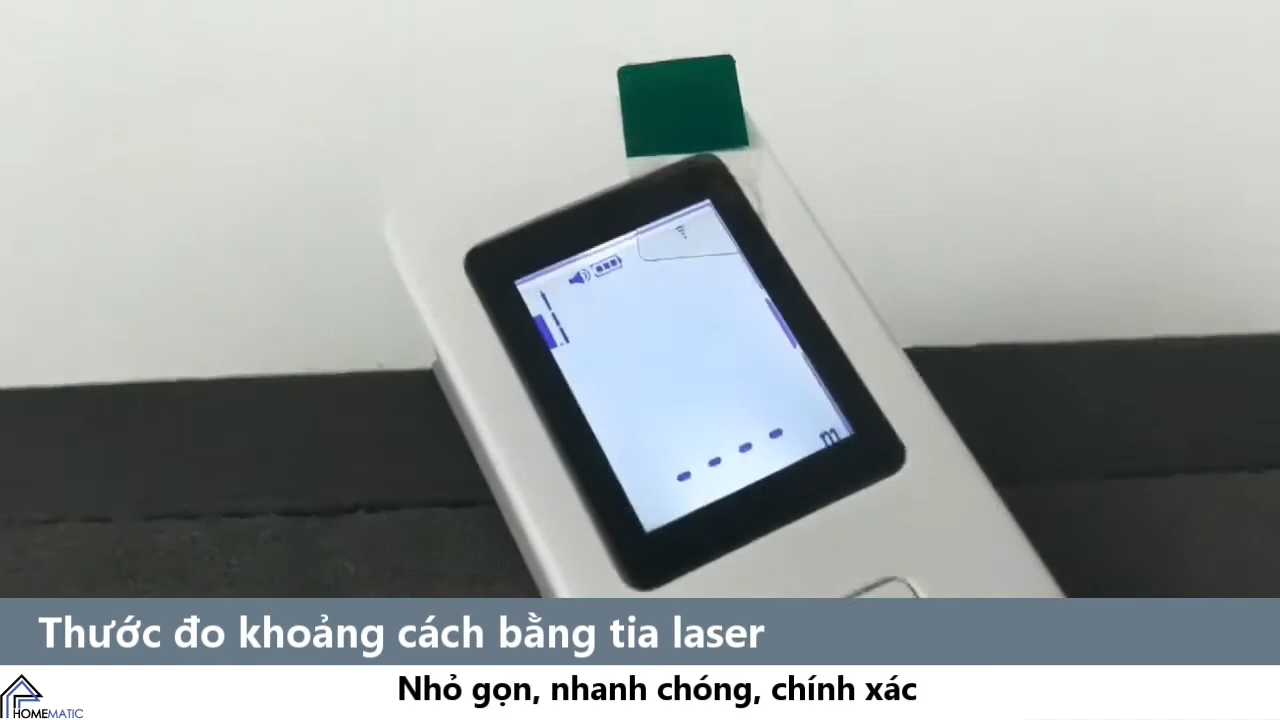 m
Thước đo khoảng cách bằng tia laser
Nhỏ gọn, nhanh chóng, chính xác
HOMEMATIC